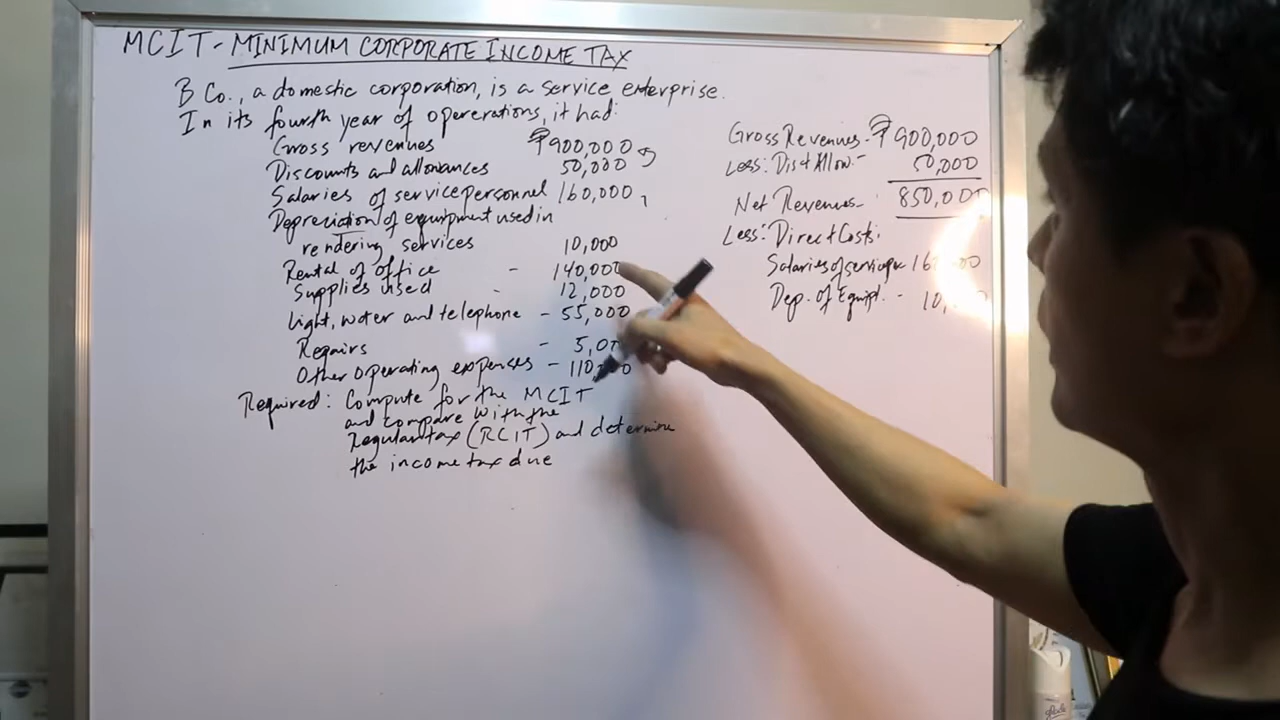 MCIT - MINIMUM CORPORATE INCOME TAX
B Co., a domestic corporation, is a service enterprise.
In its fourth year of opererations, it had:
Gross revenues ₱900,000
Discounts and allowances 50,000
Salaries of service personnel 160,000
Depreciation of equipment used in
rendering services 10,000
Rental of office - 140,000
Supplies used - 12,000
Light, water and telephone - 55,000
Repairs -
Other operating expenses -
Required: Compute for the MCIT
and compare with the
Regular tax (RCIT) and determine
the income tax due
Gross Revenues - ₱900,000
Less: Disc & Allow. - 50,000
Net Revenues - 850,000
Less: Direct Costs:
Salaries of
Dep. of Equipt. -